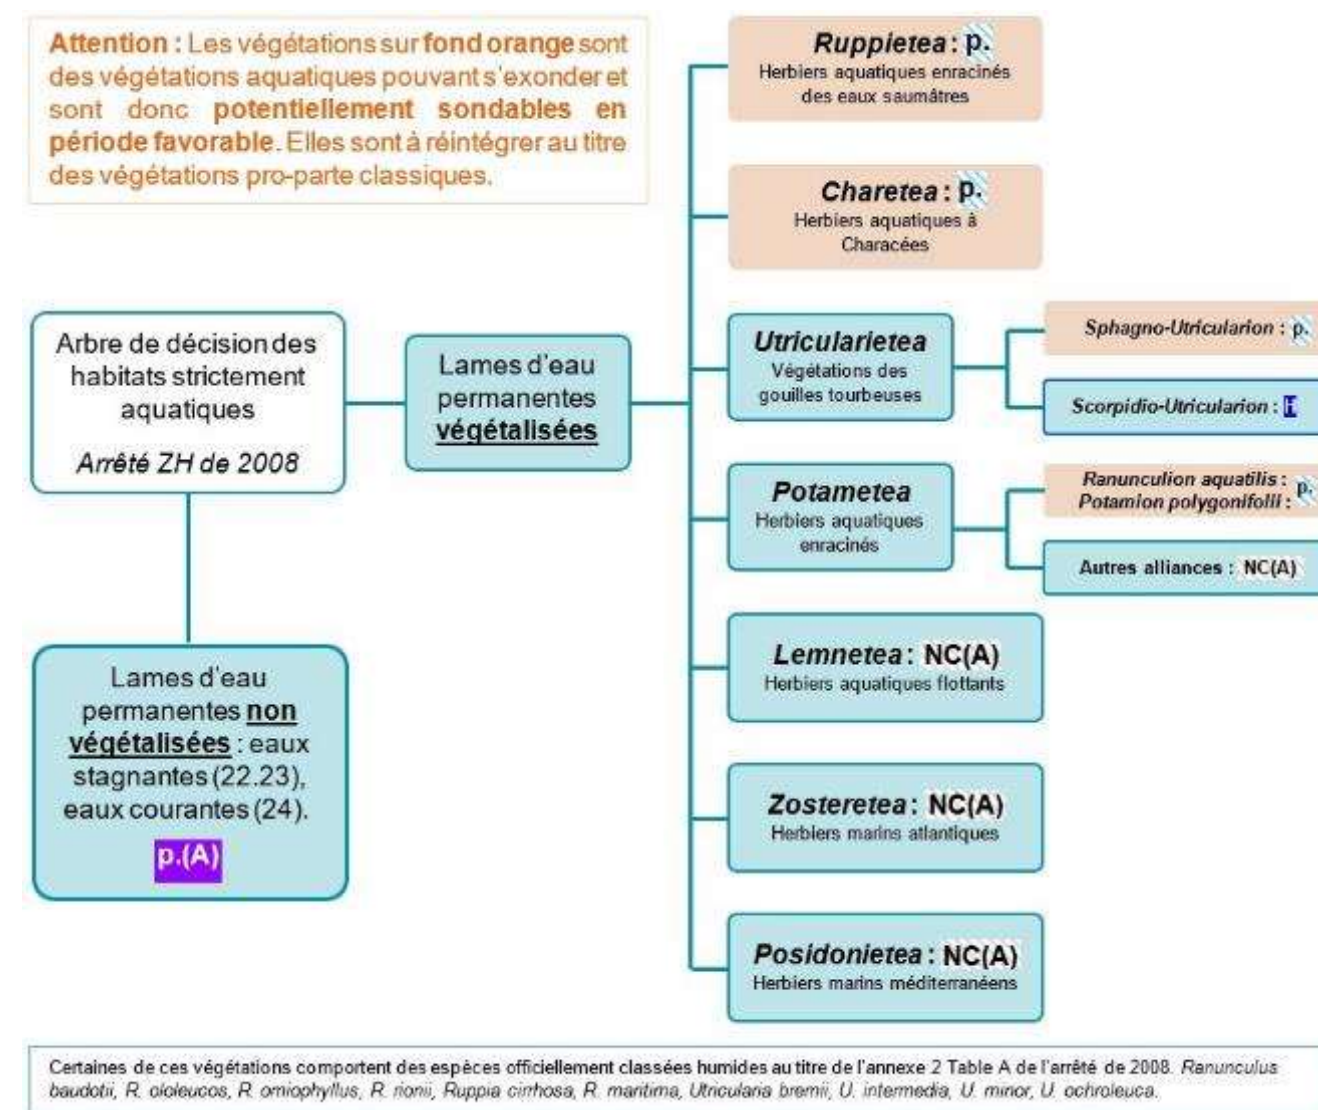 Attention : Les végétations sur fond orange sont
des végétations aquatiques pouvant s'exonder et
sont donc potentiellement sondables en
période favorable. Elles sont à réintégrer au titre
des végétations pro-parte classiques.
Arbre de décision des
habitats strictement
aquatiques
Arrêté ZH de 2008
Lames d'eau
permanentes
végétalisées
Lames d'eau
permanentes non
végétalisées : eaux
stagnantes (22.23),
eaux courantes (24).
p.(A)
Ruppietea : p.
Herbiers aquatiques enracinés
des eaux saumâtres
Charetea : p.
Herbiers aquatiques à
Characées
Utricularietea
Végétations des
gouilles tourbeuses
Sphagno-Utricularion : p.
Scorpidio-Utricularion : H
Potametea
Herbiers aquatiques
enracinés
Ranunculion aquatilis :
Potamion polygonifolii : p.
Autres alliances : NC(A)
Lemnetea : NC(A)
Herbiers aquatiques flottants
Zosteretea : NC(A)
Herbiers marins atlantiques
Posidonietea : NC(A)
Herbiers marins méditerranéens
Certaines de ces végétations comportent des espèces officiellement classées humides au titre de l'annexe 2 Table A de l'arrêté de 2008. Ranunculus
baudotii, R. ololeucos, R. omiophyllus, R. rionii, Ruppia cirrhosa, R. maritima, Utricularia bremii, U. intermedia, U. minor, U. ochroleuca.